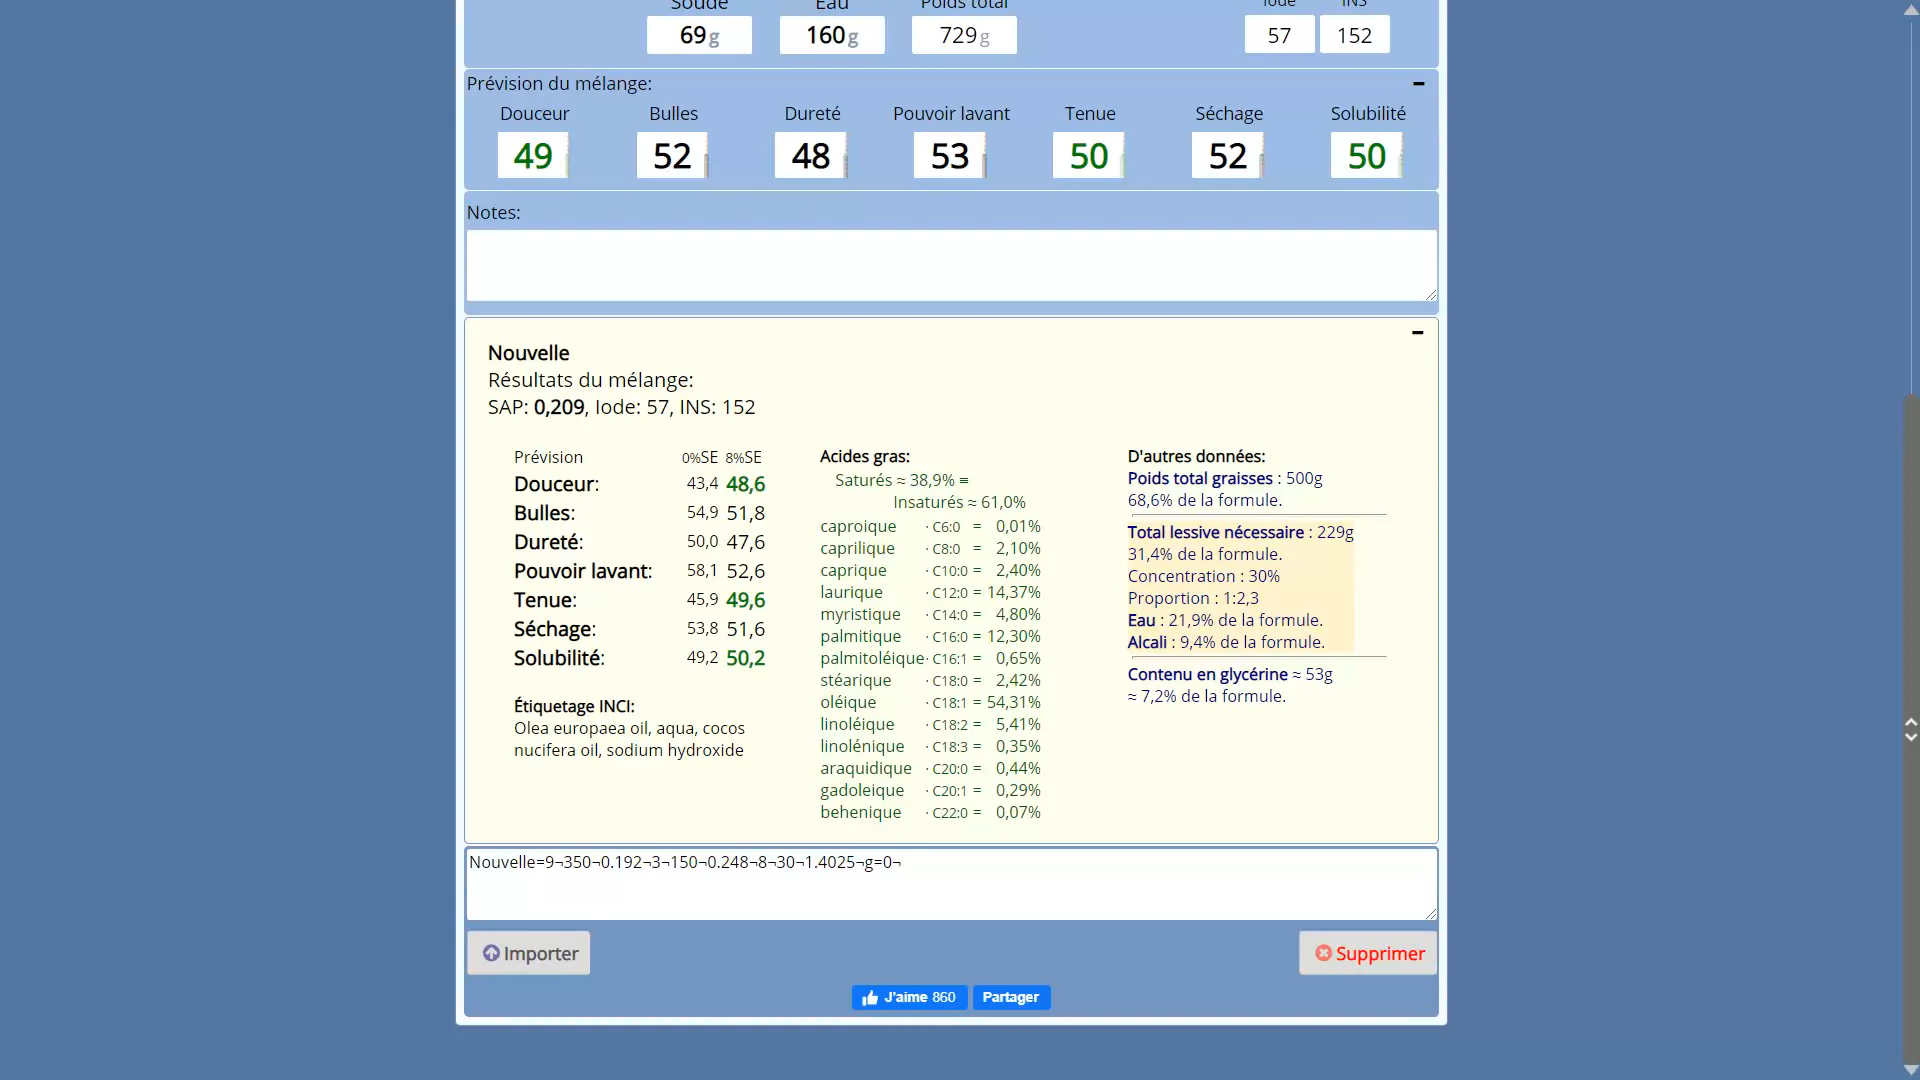 Soude Eau Poids total Iode INS
69 g 160 g 729 g 57 152
Prévision du mélange:
Douceur Bulles Dureté Pouvoir lavant Tenue Séchage Solubilité
49 52 48 53 50 52 50
Notes:
Nouvelle
Résultats du mélange:
SAP: 0,209, Iode: 57, INS: 152
Prévision 0%SE 8%SE
Douceur: 43,4 48,6
Bulles: 54,9 51,8
Dureté: 50,0 47,6
Pouvoir lavant: 58,1 52,6
Tenue: 45,9 49,6
Séchage: 53,8 51,6
Solubilité: 49,2 50,2
Étiquetage INCI:
Olea europaea oil, aqua, cocos
nucifera oil, sodium hydroxide
Acides gras:
Saturés ≈ 38,9% ≡
Insaturés ≈ 61,0%
caproique · C6:0 = 0,01%
caprilique · C8:0 = 2,10%
caprique · C10:0 = 2,40%
laurique · C12:0 = 14,37%
myristique · C14:0 = 4,80%
palmitique · C16:0 = 12,30%
palmitoléique · C16:1 = 0,65%
stéarique · C18:0 = 2,42%
oléique · C18:1 = 54,31%
linoléique · C18:2 = 5,41%
linolénique · C18:3 = 0,35%
araquidique · C20:0 = 0,44%
gadoleique · C20:1 = 0,29%
behenique · C22:0 = 0,07%
D'autres données:
Poids total graisses : 500g
68,6% de la formule.
Total lessive nécessaire : 229g
31,4% de la formule.
Concentration : 30%
Proportion : 1:2,3
Eau : 21,9% de la formule.
Alcali : 9,4% de la formule.
Contenu en glycérine ≈ 53g
≈ 7,2% de la formule.
Nouvelle=9¬350¬0.192¬3¬150¬0.248¬8¬30¬1.4025¬g=0¬
Importer Supprimer
J'aime 860 Partager